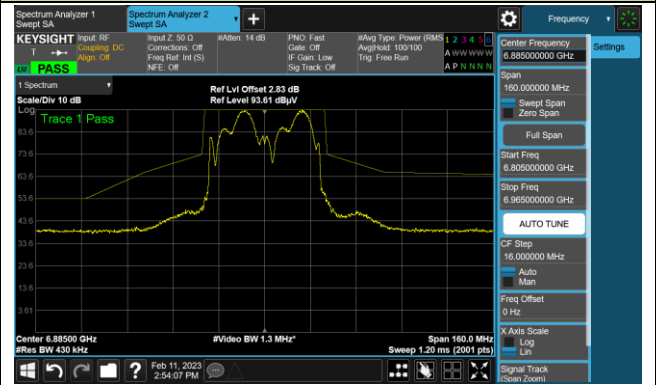 Spectrum Analyzer 1
Swept SA
Spectrum Analyzer 2
Swept SA
Frequency
KEYSIGHT
Input: RF
Coupling: DC
Align: Off
Input Z: 50 Ω
Corrections: Off
Freq Ref: Int (S)
NFE: Off
#Atten: 14 dB
PNO: Fast
Gate: Off
IF Gain: Low
Sig Track: Off
#Avg Type: Power (RMS
Avg|Hold: 100/100
Trig: Free Run
1 2 3 4 5 6
A W W W W W
A P N N N N
PASS
Center Frequency
6.885000000 GHz
Settings
1 Spectrum
Scale/Div 10 dB
Ref Lvl Offset 2.83 dB
Ref Level 93.61 dBµV
Log
Trace 1 Pass
83.6
73.6
63.6
53.6
43.6
33.6
23.6
13.6
3.61
Span
160.000000 MHz
Swept Span
Zero Span
Full Span
Start Freq
6.805000000 GHz
Stop Freq
6.965000000 GHz
AUTO TUNE
CF Step
16.000000 MHz
Auto
Man
Freq Offset
0 Hz
X Axis Scale
Log
Lin
Signal Track
(Span Zoom)
Center 6.88500 GHz
#Res BW 430 kHz
#Video BW 1.3 MHz*
Span 160.0 MHz
Sweep 1.20 ms (2001 pts)
Feb 11, 2023
2:54:07 PM